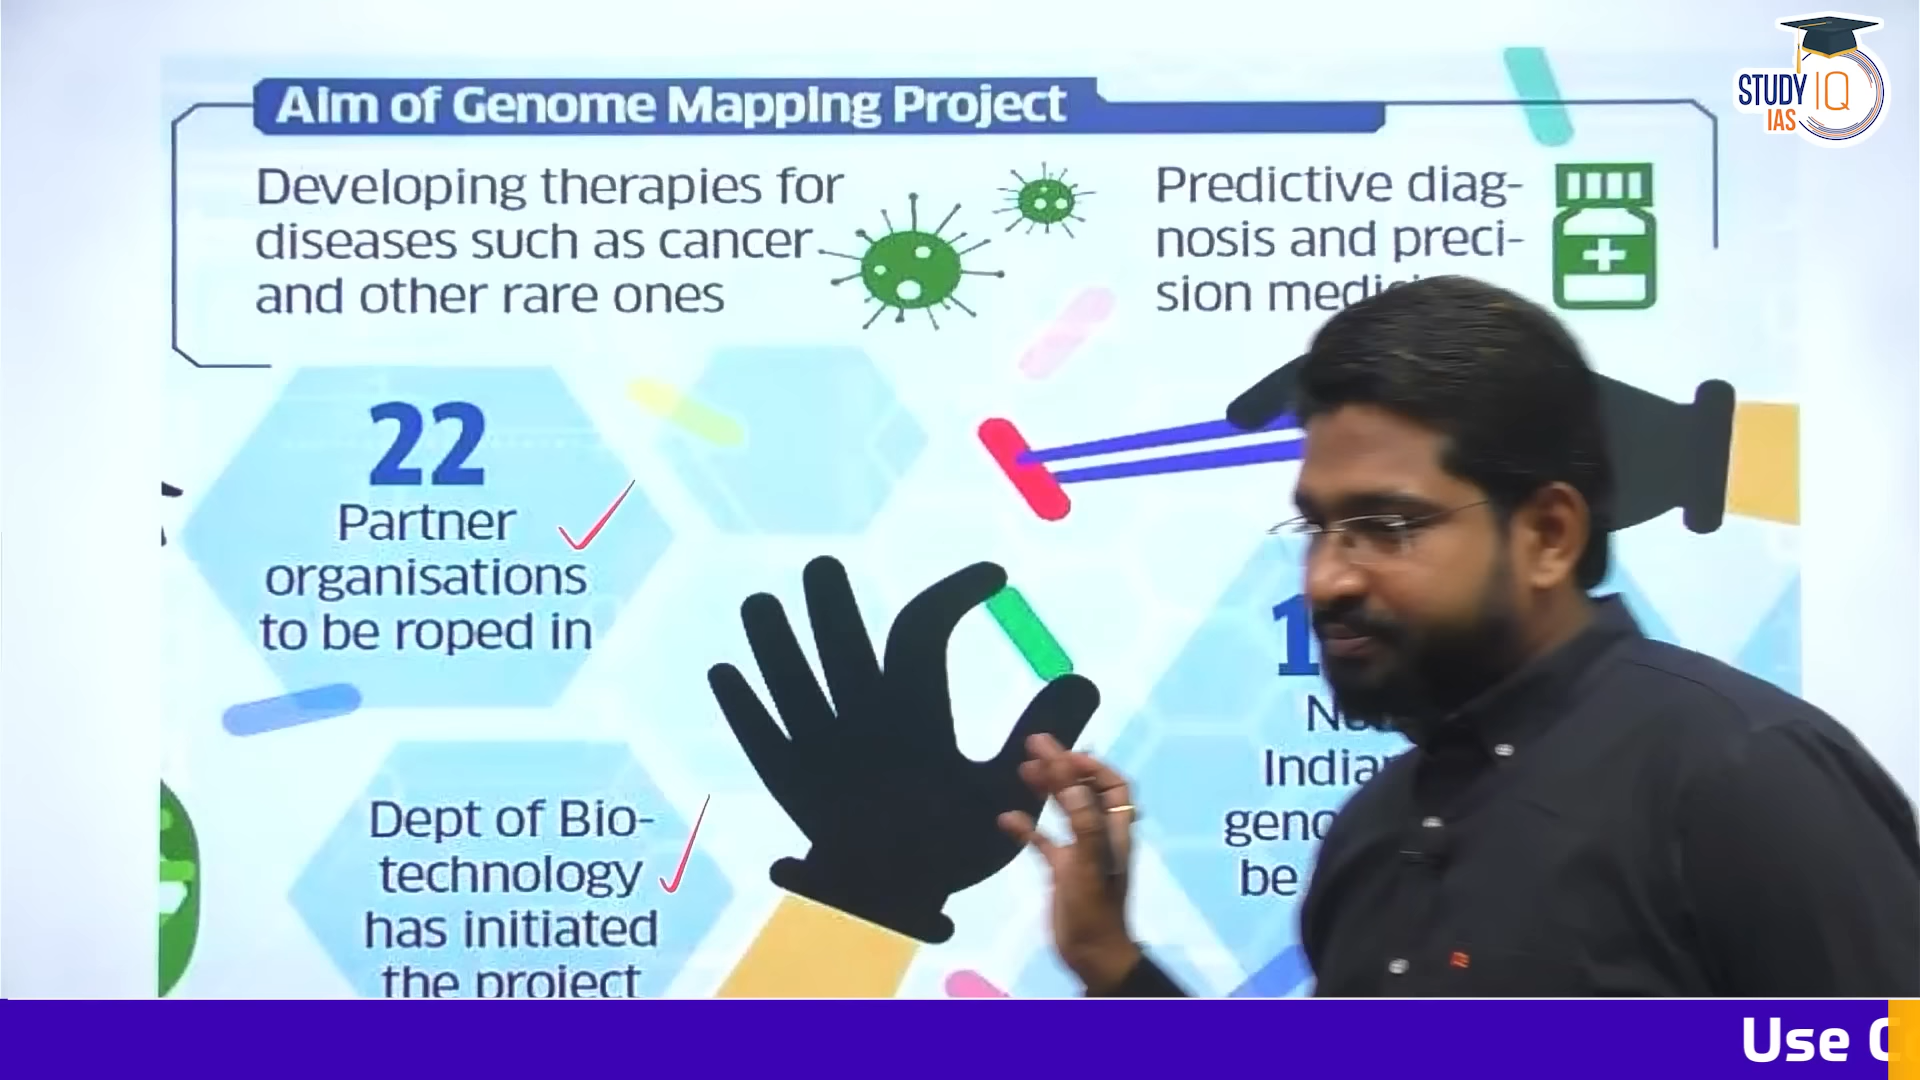 STUDY IQ
IAS
Aim of Genome Mapping Project
Developing therapies for
diseases such as cancer
and other rare ones
Predictive diag-
nosis and preci-
sion
22
Partner
organisations
to be roped in
Dept of Bio-
technology
has initiated
the project
be
Use